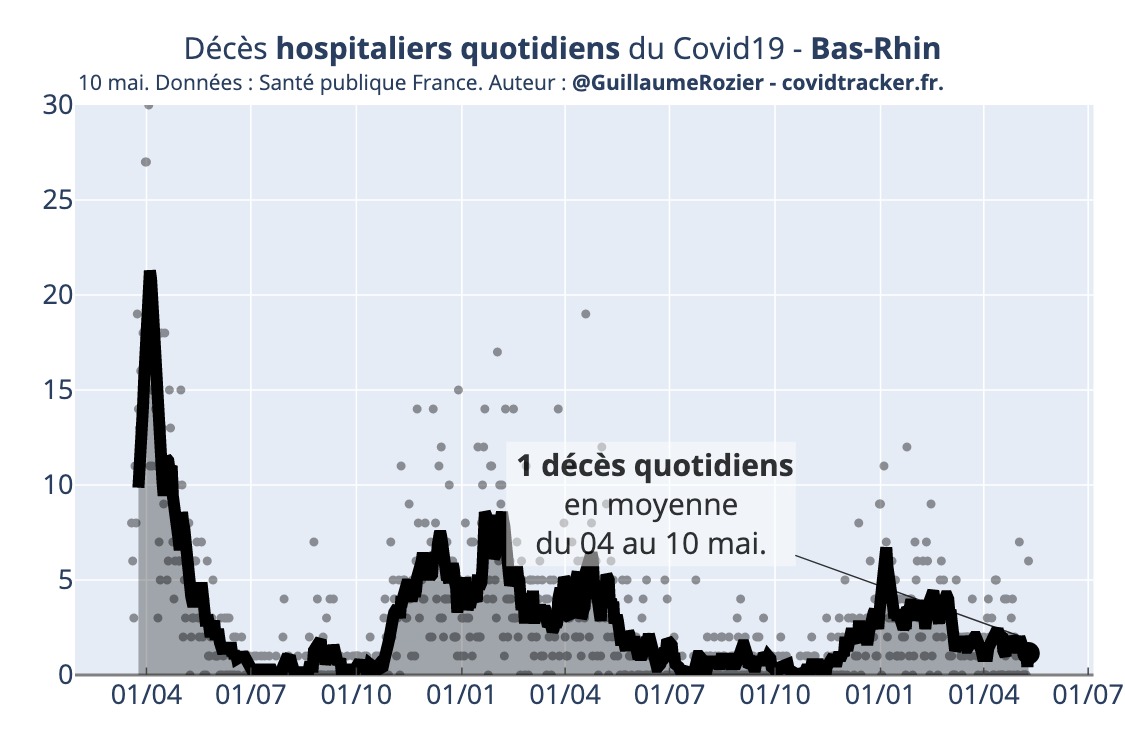 Décès hospitaliers quotidiens du Covid19 - Bas-Rhin
10 mai. Données : Santé publique France. Auteur : @GuillaumeRozier - covidtracker.fr.
30
25
20
15
10
5
0
1 décès quotidiens
en moyenne
du 04 au 10 mai.
01/04 01/07 01/10 01/01 01/04 01/07 01/10 01/01 01/04 01/07